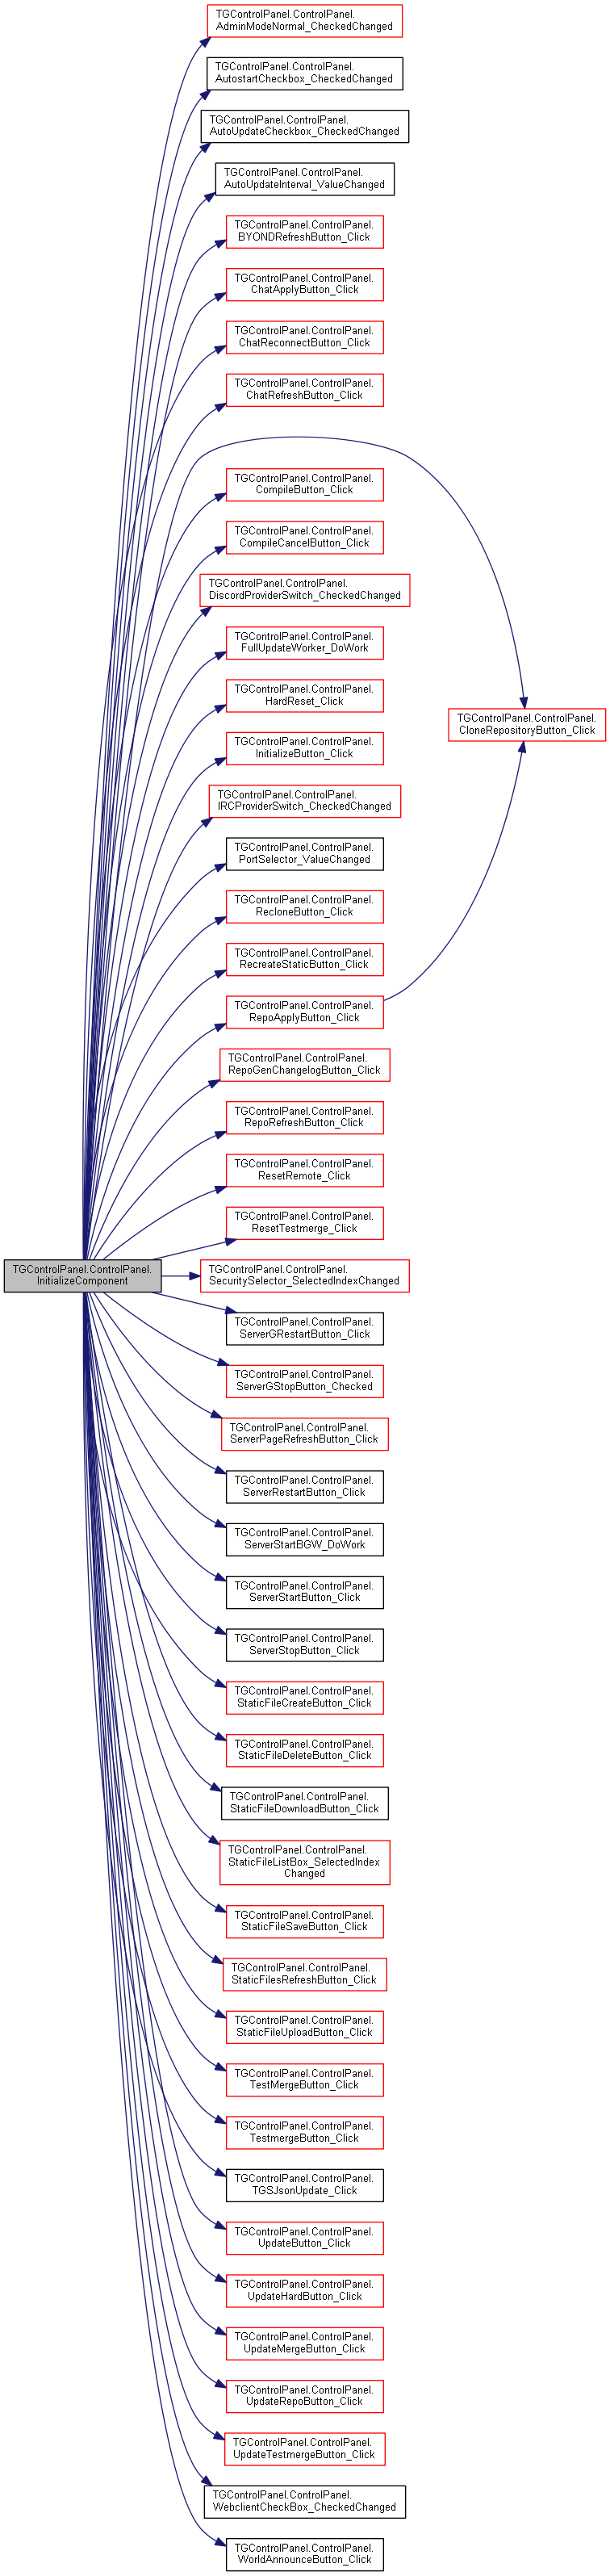 TGControlPanel.ControlPanel.
AdminModeNormal_CheckedChanged
TGControlPanel.ControlPanel.
AutostartCheckbox_CheckedChanged
TGControlPanel.ControlPanel.
AutoUpdateCheckbox_CheckedChanged
TGControlPanel.ControlPanel.
AutoUpdateInterval_ValueChanged
TGControlPanel.ControlPanel.
BYONDRefreshButton_Click
TGControlPanel.ControlPanel.
ChatApplyButton_Click
TGControlPanel.ControlPanel.
ChatReconnectButton_Click
TGControlPanel.ControlPanel.
ChatRefreshButton_Click
TGControlPanel.ControlPanel.
CompileButton_Click
TGControlPanel.ControlPanel.
CompileCancelButton_Click
TGControlPanel.ControlPanel.
DiscordProviderSwitch_CheckedChanged
TGControlPanel.ControlPanel.
FullUpdateWorker_DoWork
TGControlPanel.ControlPanel.
HardReset_Click
TGControlPanel.ControlPanel.
CloneRepositoryButton_Click
TGControlPanel.ControlPanel.
InitializeButton_Click
TGControlPanel.ControlPanel.
IRCProviderSwitch_CheckedChanged
TGControlPanel.ControlPanel.
PortSelector_ValueChanged
TGControlPanel.ControlPanel.
RecloneButton_Click
TGControlPanel.ControlPanel.
RecreateStaticButton_Click
TGControlPanel.ControlPanel.
RepoApplyButton_Click
TGControlPanel.ControlPanel.
RepoGenChangelogButton_Click
TGControlPanel.ControlPanel.
RepoRefreshButton_Click
TGControlPanel.ControlPanel.
ResetRemote_Click
TGControlPanel.ControlPanel.
ResetTestmerge_Click
TGControlPanel.ControlPanel.
InitializeComponent
TGControlPanel.ControlPanel.
SecuritySelector_SelectedIndexChanged
TGControlPanel.ControlPanel.
ServerGRestartButton_Click
TGControlPanel.ControlPanel.
ServerGStopButton_Checked
TGControlPanel.ControlPanel.
ServerPageRefreshButton_Click
TGControlPanel.ControlPanel.
ServerRestartButton_Click
TGControlPanel.ControlPanel.
ServerStartBGW_DoWork
TGControlPanel.ControlPanel.
ServerStartButton_Click
TGControlPanel.ControlPanel.
ServerStopButton_Click
TGControlPanel.ControlPanel.
StaticFileCreateButton_Click
TGControlPanel.ControlPanel.
StaticFileDeleteButton_Click
TGControlPanel.ControlPanel.
StaticFileDownloadButton_Click
TGControlPanel.ControlPanel.
StaticFileListBox_SelectedIndex
Changed
TGControlPanel.ControlPanel.
StaticFileSaveButton_Click
TGControlPanel.ControlPanel.
StaticFilesRefreshButton_Click
TGControlPanel.ControlPanel.
StaticFileUploadButton_Click
TGControlPanel.ControlPanel.
TestMergeButton_Click
TGControlPanel.ControlPanel.
TestmergeButton_Click
TGControlPanel.ControlPanel.
TGSJsonUpdate_Click
TGControlPanel.ControlPanel.
UpdateButton_Click
TGControlPanel.ControlPanel.
UpdateHardButton_Click
TGControlPanel.ControlPanel.
UpdateMergeButton_Click
TGControlPanel.ControlPanel.
UpdateRepoButton_Click
TGControlPanel.ControlPanel.
UpdateTestmergeButton_Click
TGControlPanel.ControlPanel.
WebclientCheckBox_CheckedChanged
TGControlPanel.ControlPanel.
WorldAnnounceButton_Click